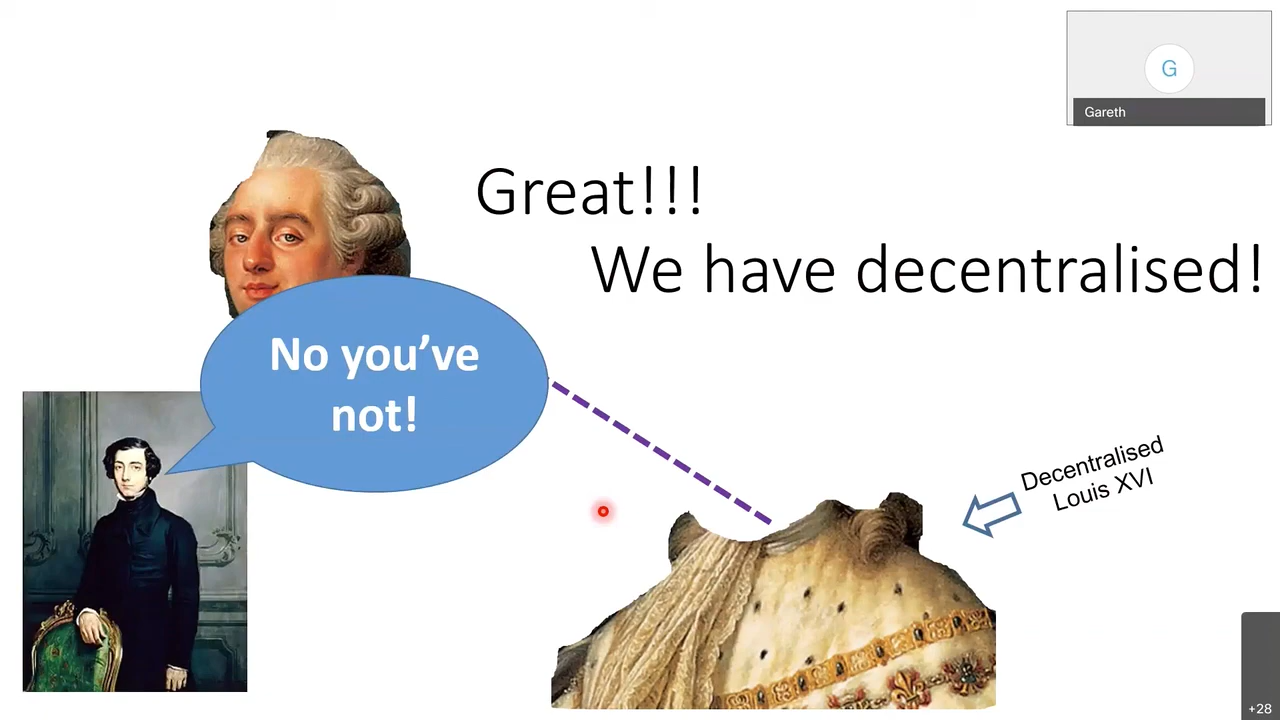 G
Gareth
Great!!!
We have decentralised!
No you’ve
not!
Decentralised
Louis XVI
+28